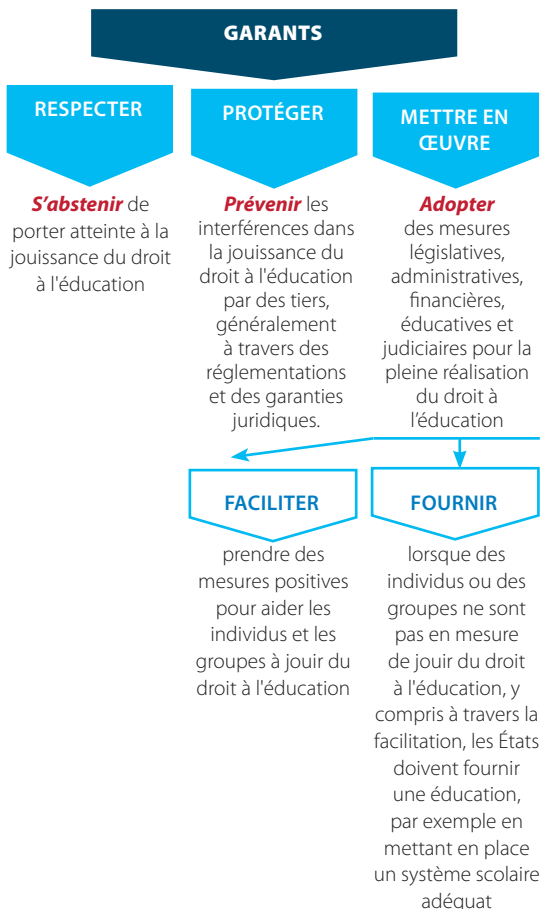 GARANTS
RESPECTER
S'abstenir de
porter atteinte à la
jouissance du droit
à l'éducation
PROTÉGER
Prévenir les
interférences dans
la jouissance du
droit à l'éducation
par des tiers,
généralement
à travers des
réglementations
et des garanties
juridiques.
METTRE EN
ŒUVRE
Adopter
des mesures
législatives,
administratives,
financières,
éducatives et
judiciaires pour la
pleine réalisation
du droit à
l’éducation
FACILITER
prendre des
mesures positives
pour aider les
individus et les
groupes à jouir du
droit à l'éducation
FOURNIR
lorsque des
individus ou des
groupes ne sont
pas en mesure
de jouir du droit
à l'éducation, y
compris à travers la
facilitation, les États
doivent fournir
une éducation,
par exemple en
mettant en place
un système scolaire
adéquat